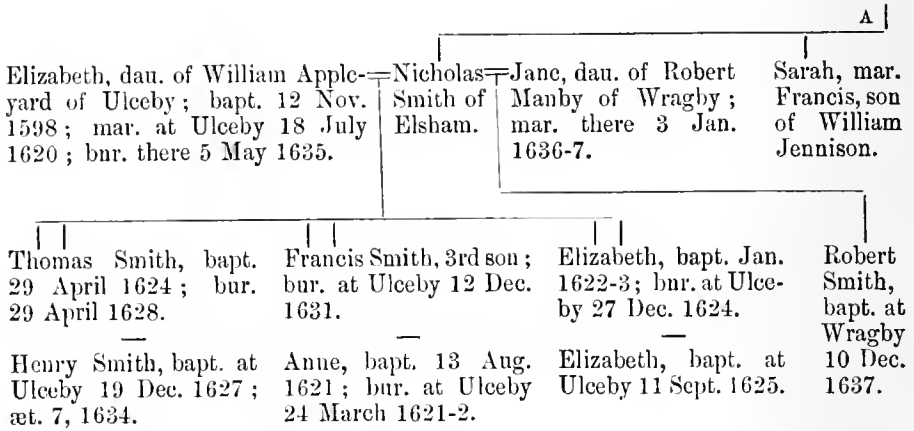 A
Elizabeth, dau. of William Apple-
yard of Ulceby; bapt. 12 Nov.
1598; mar. at Ulceby 18 July
1620; bur. there 5 May 1635.
Nicholas
Smith of
Elsham.
Jane, dau. of Robert
Manby of Wragby;
mar. there 3 Jan.
1636-7.
Sarah, mar.
Francis, son
of William
Jennison.
Thomas Smith, bapt.
29 April 1624; bur.
29 April 1628.
Henry Smith, bapt. at
Ulceby 19 Dec. 1627;
æt. 7, 1634.
Francis Smith, 3rd son;
bur. at Ulceby 12 Dec.
1631.
Anne, bapt. 13 Aug.
1621; bur. at Ulceby
24 March 1621-2.
Elizabeth, bapt. Jan.
1622-3; bur. at Ulce-
by 27 Dec. 1624.
Elizabeth, bapt. at
Ulceby 11 Sept. 1625.
Robert
Smith,
bapt. at
Wragby
10 Dec.
1637.